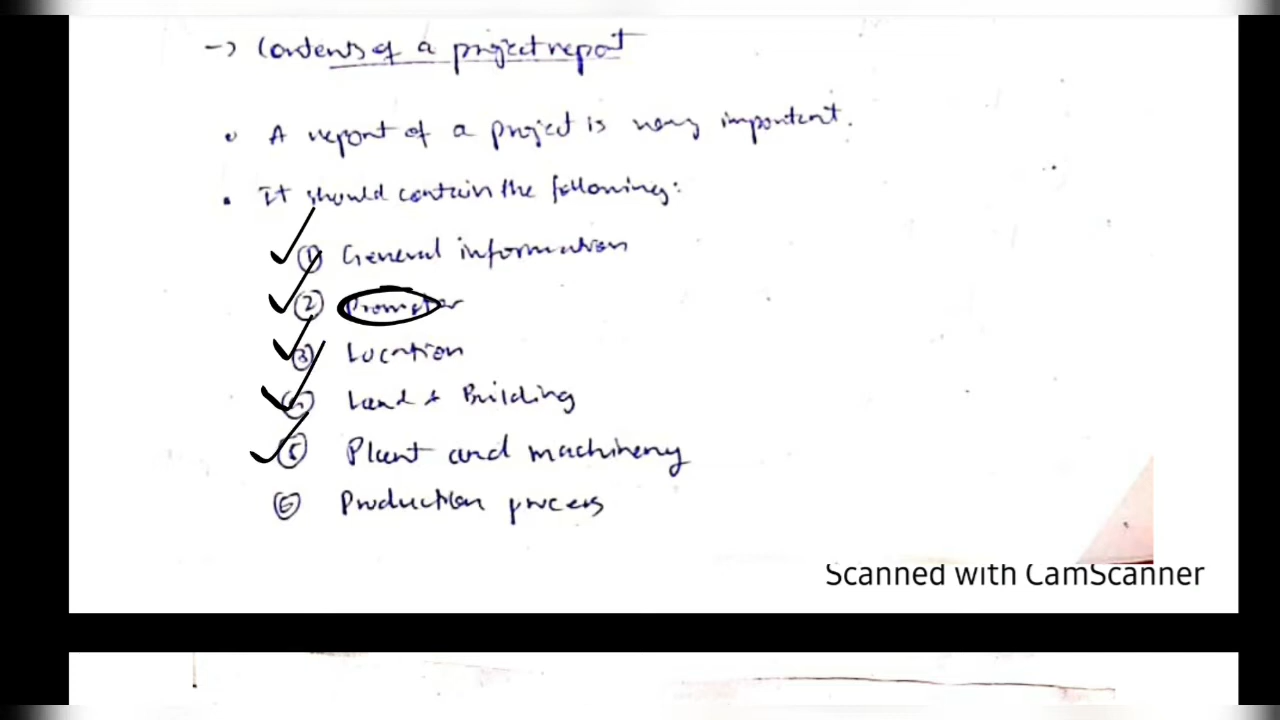 → Contents of a project report
• A report of a project is very important.
• It should contain the following:
① General information
② Promoter
③ Location
④ Land & Building
⑤ Plant and machinery
⑥ Production process
Scanned with CamScanner